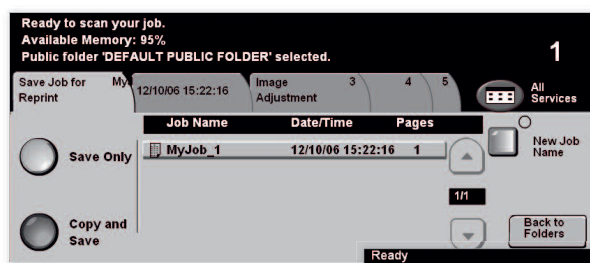 Ready to scan your job.
Available Memory: 95%
Public folder 'DEFAULT PUBLIC FOLDER' selected.
1
Save Job for Reprint
My
12/10/06 15:22:16
Image Adjustment
3
4
5
All Services
Job Name Date/Time Pages
MyJob_1 12/10/06 15:22:16 1
Save Only
New Job Name
1/1
Copy and Save
Back to Folders
Ready